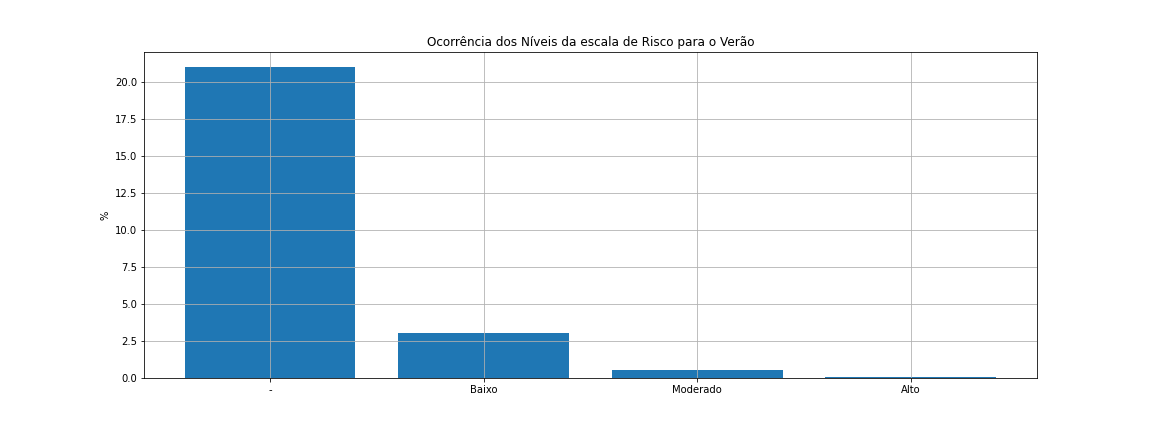 Ocorrência dos Níveis da escala de Risco para o Verão
20.0
17.5
15.0
12.5
10.0
7.5
5.0
2.5
0.0
%
-
Baixo
Moderado
Alto